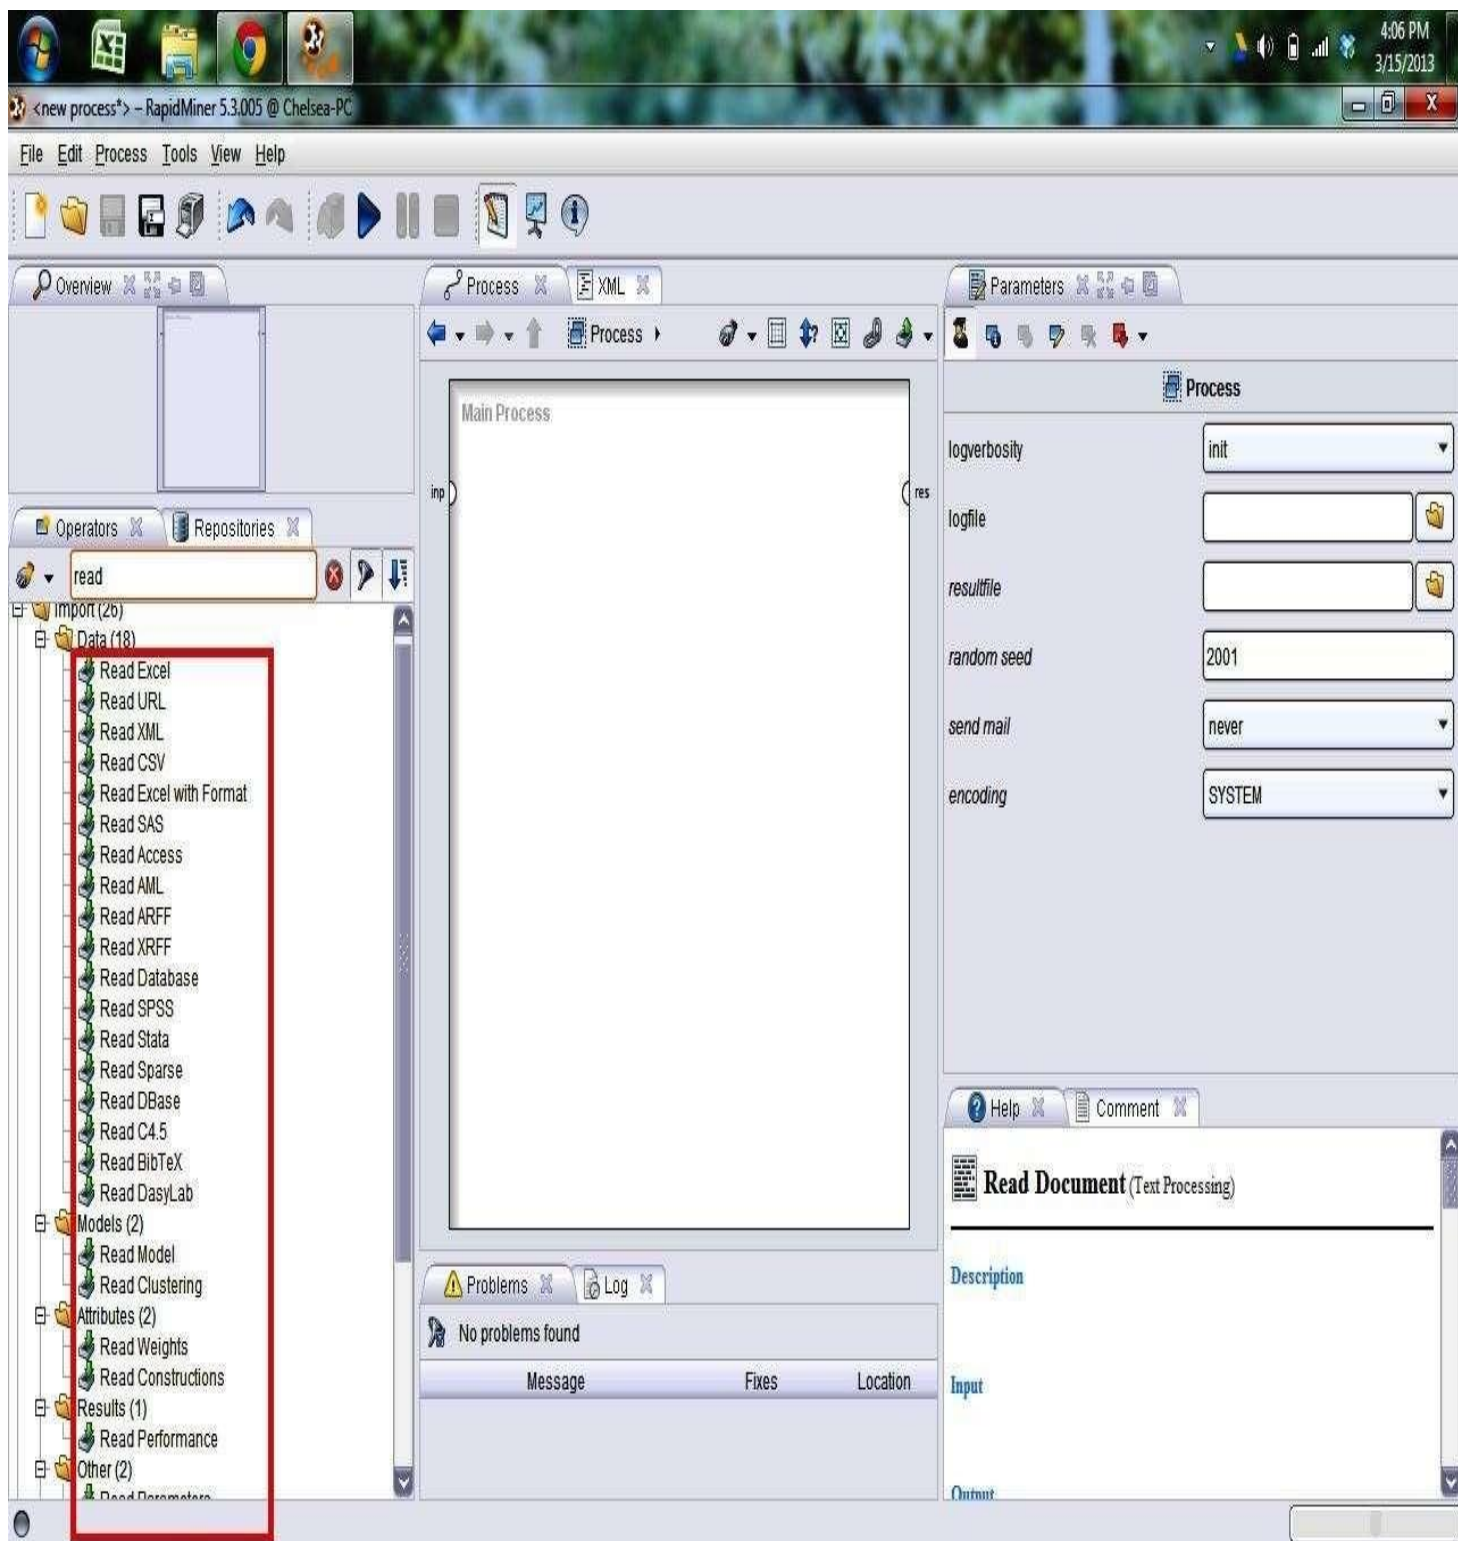 4:06 PM
3/15/2013
<new process*> – RapidMiner 5.3.005 @ Chelsea-PC
File Edit Process Tools View Help
Overview
Operators Repositories
read
Import (26)
Data (18)
Read Excel
Read URL
Read XML
Read CSV
Read Excel with Format
Read SAS
Read Access
Read AML
Read ARFF
Read XRFF
Read Database
Read SPSS
Read Stata
Read Sparse
Read DBase
Read C4.5
Read BibTeX
Read DasyLab
Models (2)
Read Model
Read Clustering
Attributes (2)
Read Weights
Read Constructions
Results (1)
Read Performance
Other (2)
Read Parameters
Process XML
Process
Main Process
inp
res
Problems Log
No problems found
Message Fixes Location
Parameters
Process
logverbosity init
logfile
resultfile
random seed 2001
send mail never
encoding SYSTEM
Help Comment
Read Document (Text Processing)
Description
Input
Output